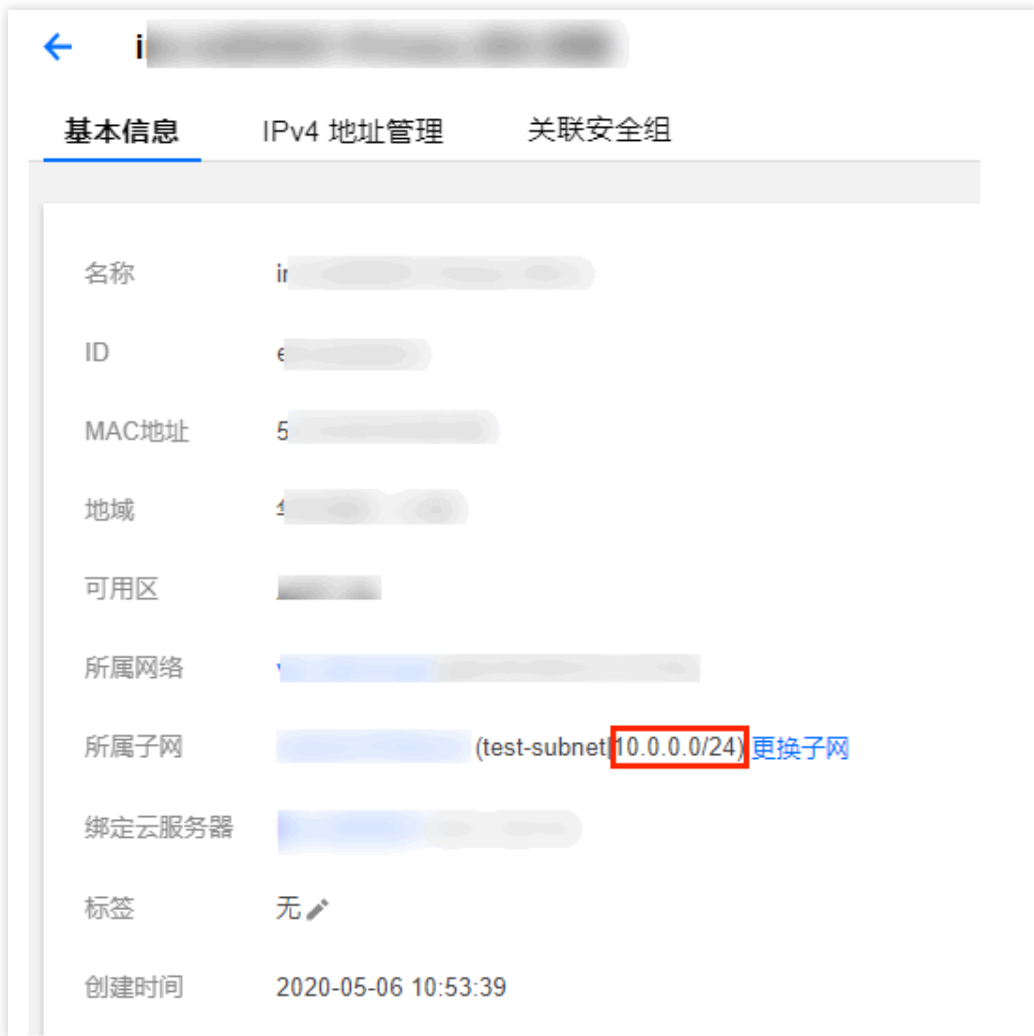 基本信息 IPv4 地址管理 关联安全组
名称
ID
MAC地址 5
地域
可用区
所属网络
所属子网 (test-subnet|10.0.0.0/24) 更换子网
绑定云服务器
标签 无
创建时间 2020-05-06 10:53:39